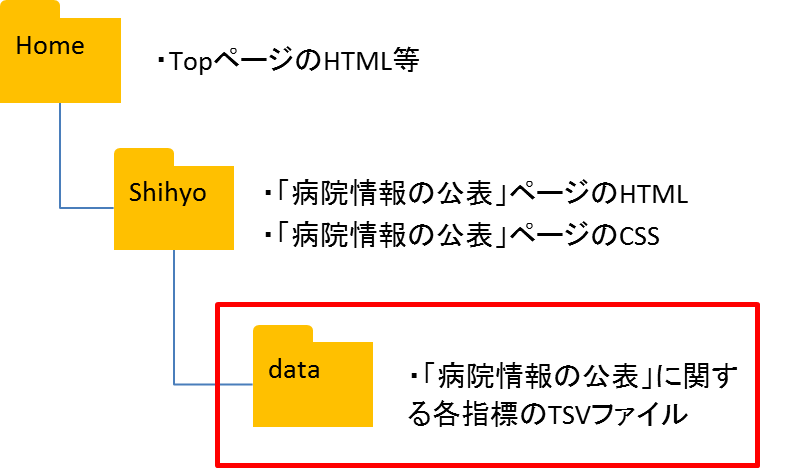 Home
・TopページのHTML等
Shihyo
・「病院情報の公表」ページのHTML
・「病院情報の公表」ページのCSS
data
・「病院情報の公表」に関す
る各指標のTSVファイル